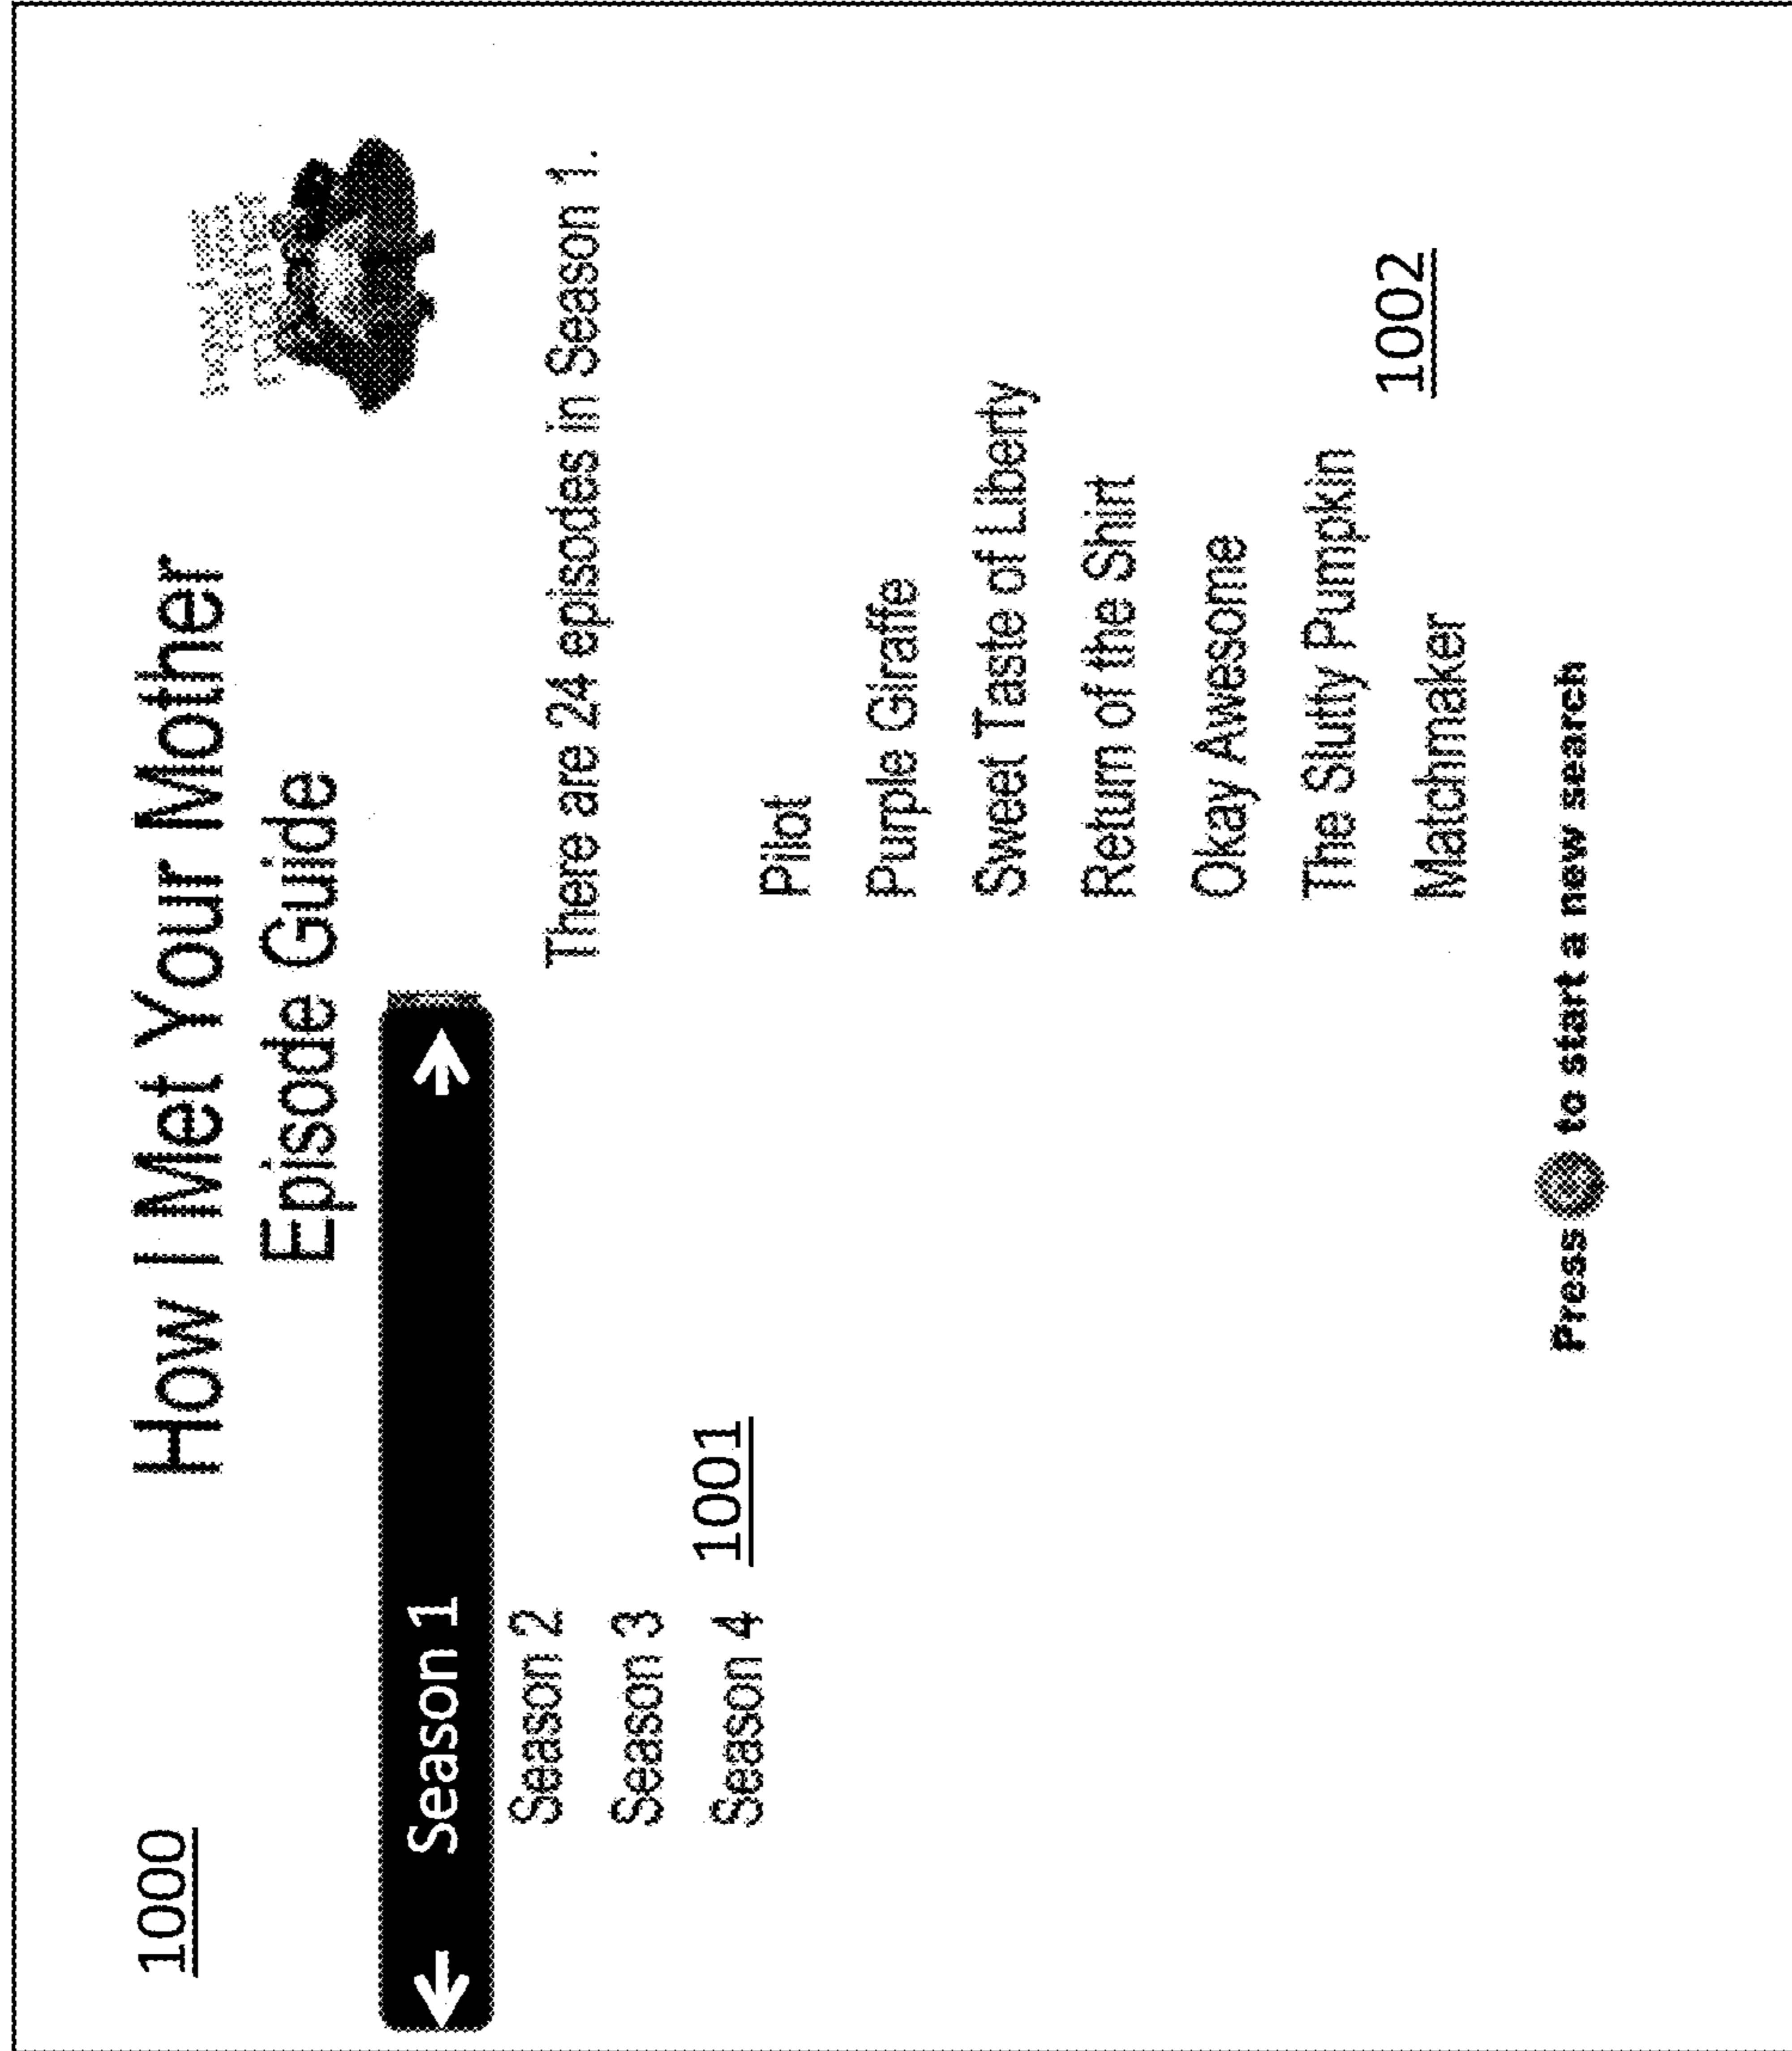 1000
How I Met Your Mother
Episode Guide
Season 1
Season 2
Season 3
Season 4
1001
There are 24 episodes in Season 1.
Pilot
Purple Giraffe
Sweet Taste of Liberty
Return of the Shirt
Okay Awesome
The Slutty Pumpkin
Matchmaker
1002
Press to start a new search